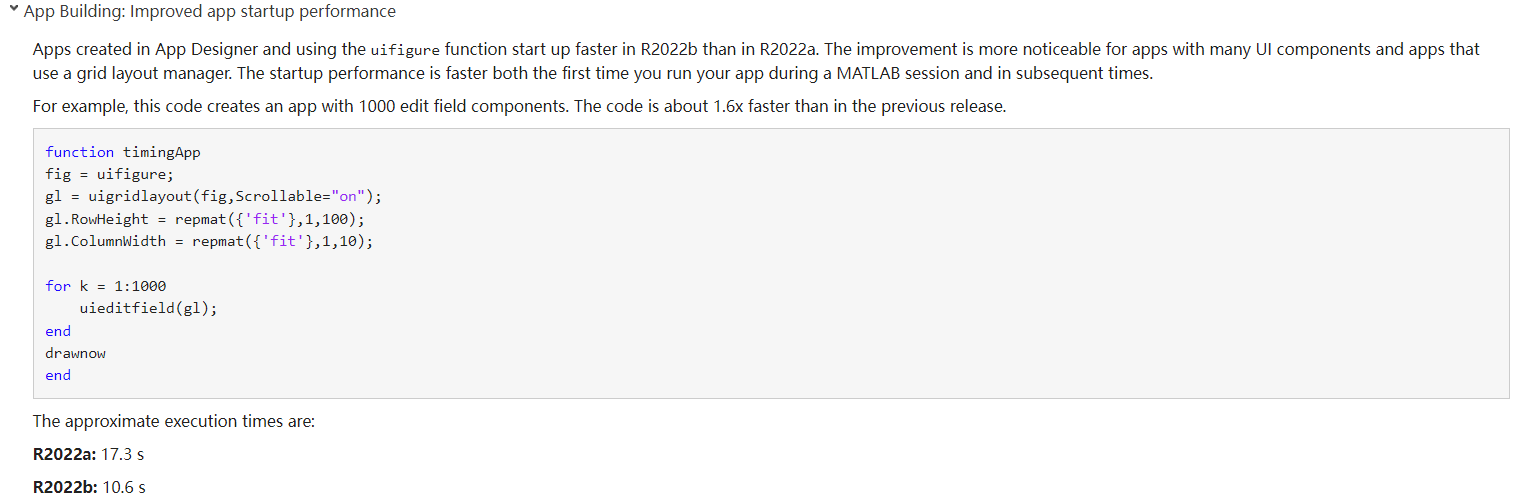 App Building: Improved app startup performance
Apps created in App Designer and using the uifigure function start up faster in R2022b than in R2022a. The improvement is more noticeable for apps with many UI components and apps that
use a grid layout manager. The startup performance is faster both the first time you run your app during a MATLAB session and in subsequent times.
For example, this code creates an app with 1000 edit field components. The code is about 1.6x faster than in the previous release.
function timingApp
fig = uifigure;
gl = uigridlayout(fig,Scrollable="on");
gl.RowHeight = repmat({'fit'},1,100);
gl.ColumnWidth = repmat({'fit'},1,10);
for k = 1:1000
    uieditfield(gl);
end
drawnow
end
The approximate execution times are:
R2022a: 17.3 s
R2022b: 10.6 s